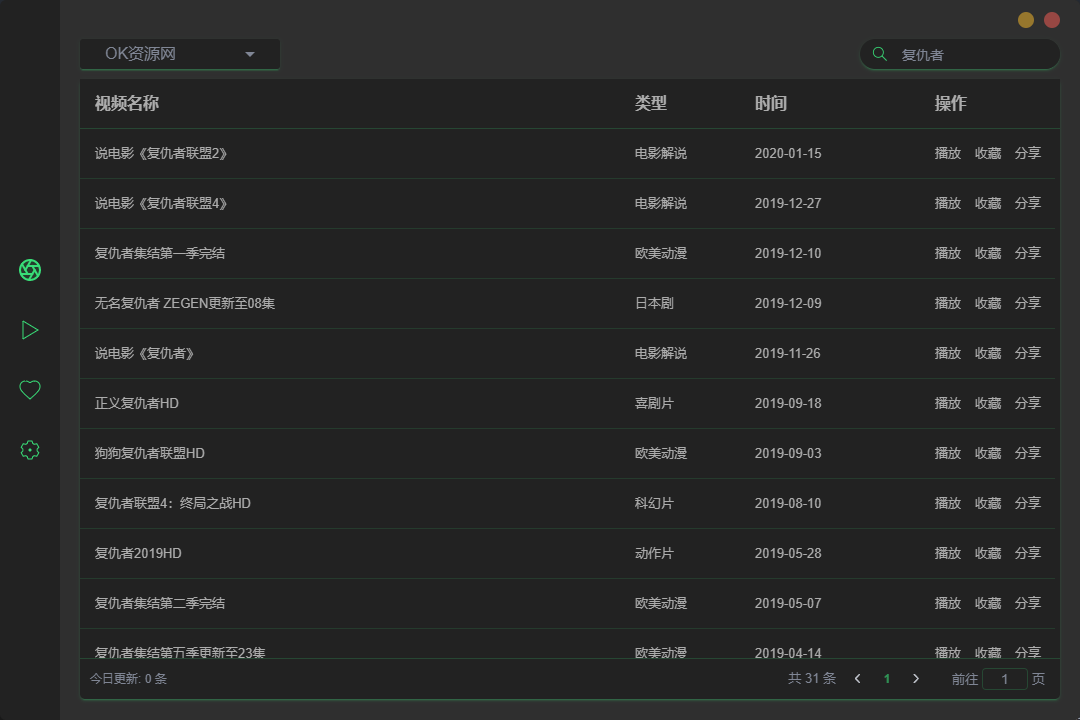 OK资源网 复仇者
视频名称 类型 时间 操作
说电影《复仇者联盟2》 电影解说 2020-01-15 播放 收藏 分享
说电影《复仇者联盟4》 电影解说 2019-12-27 播放 收藏 分享
复仇者集结第一季完结 欧美动漫 2019-12-10 播放 收藏 分享
无名复仇者 ZEGEN更新至08集 日本剧 2019-12-09 播放 收藏 分享
说电影《复仇者》 电影解说 2019-11-26 播放 收藏 分享
正义复仇者HD 喜剧片 2019-09-18 播放 收藏 分享
狗狗复仇者联盟HD 欧美动漫 2019-09-03 播放 收藏 分享
复仇者联盟4：终局之战HD 科幻片 2019-08-10 播放 收藏 分享
复仇者2019HD 动作片 2019-05-28 播放 收藏 分享
复仇者集结第二季完结 欧美动漫 2019-05-07 播放 收藏 分享
复仇者集结第五季更新至23集 欧美动漫 2019-04-14 播放 收藏 分享
今日更新: 0 条 共 31 条 1 前往 1 页